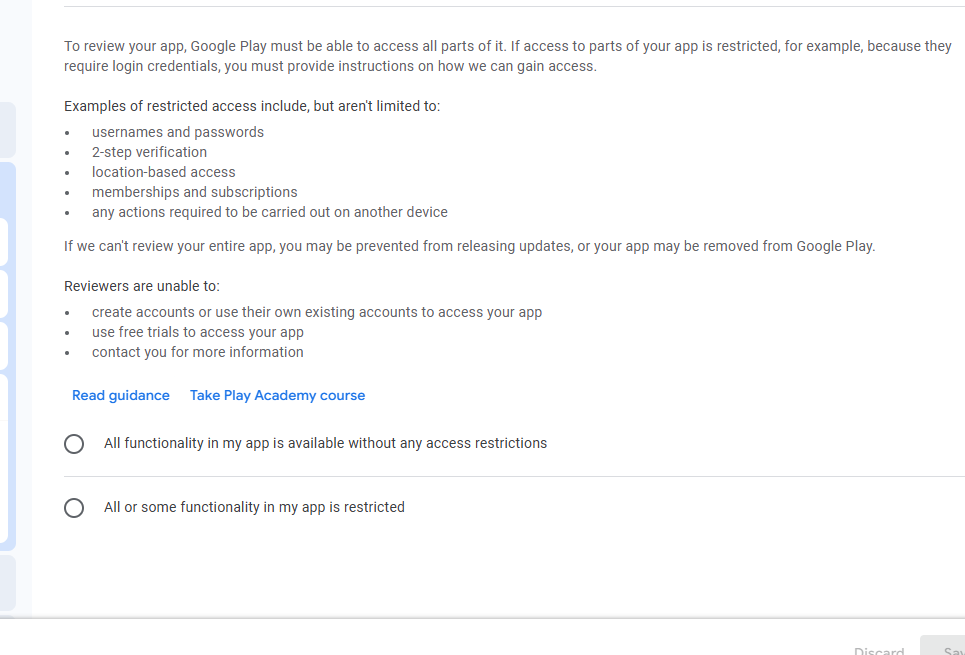 To review your app, Google Play must be able to access all parts of it. If access to parts of your app is restricted, for example, because they
require login credentials, you must provide instructions on how we can gain access.
Examples of restricted access include, but aren't limited to:
• usernames and passwords
• 2-step verification
• location-based access
• memberships and subscriptions
• any actions required to be carried out on another device
If we can't review your entire app, you may be prevented from releasing updates, or your app may be removed from Google Play.
Reviewers are unable to:
• create accounts or use their own existing accounts to access your app
• use free trials to access your app
• contact you for more information
Read guidance Take Play Academy course
All functionality in my app is available without any access restrictions
All or some functionality in my app is restricted
Discard